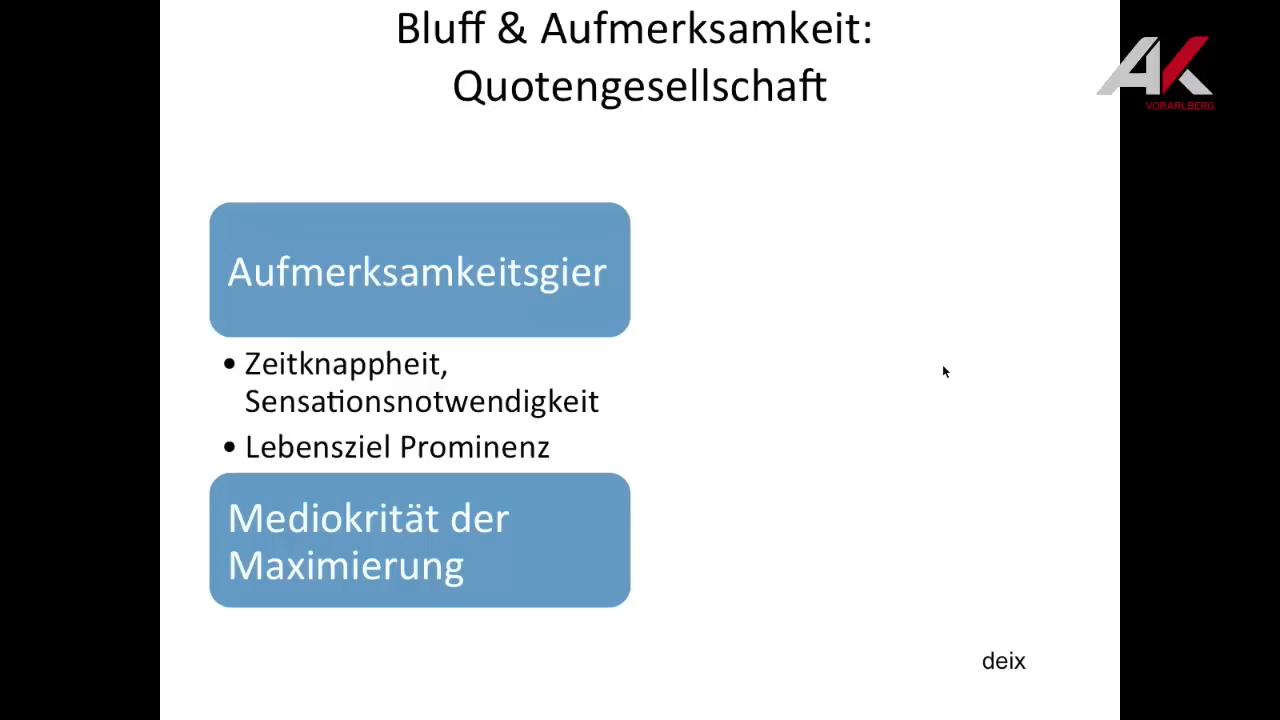 Bluff & Aufmerksamkeit:
Quotengesellschaft
AK
VORARLBERG
Aufmerksamkeitsgier
• Zeitknappheit,
Sensationsnotwendigkeit
• Lebensziel Prominenz
Mediokrität der
Maximierung
deix